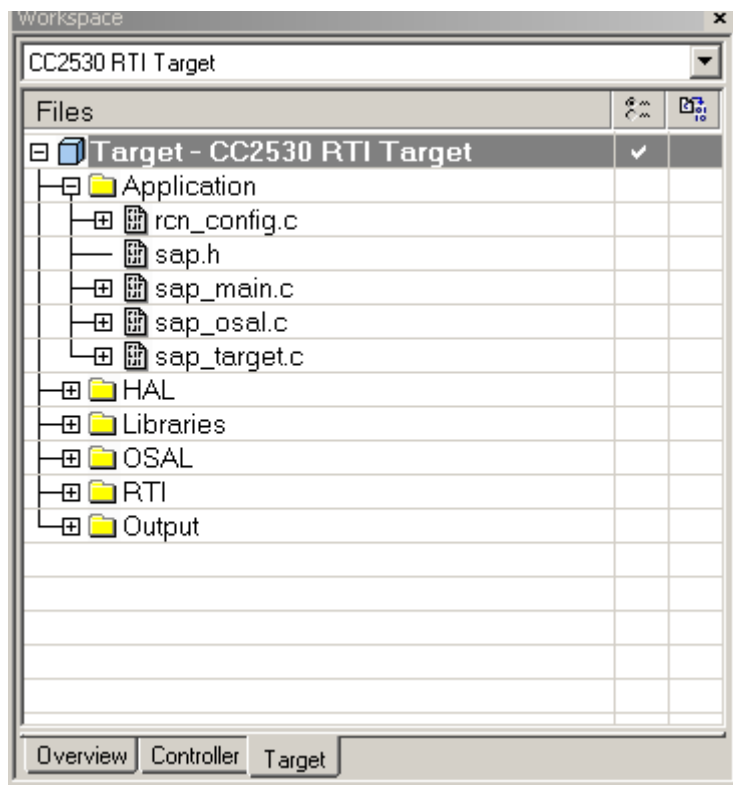 Workspace
CC2530 RTI Target
Files
Target - CC2530 RTI Target
Application
rcn_config.c
sap.h
sap_main.c
sap_osal.c
sap_target.c
HAL
Libraries
OSAL
RTI
Output
Overview Controller Target